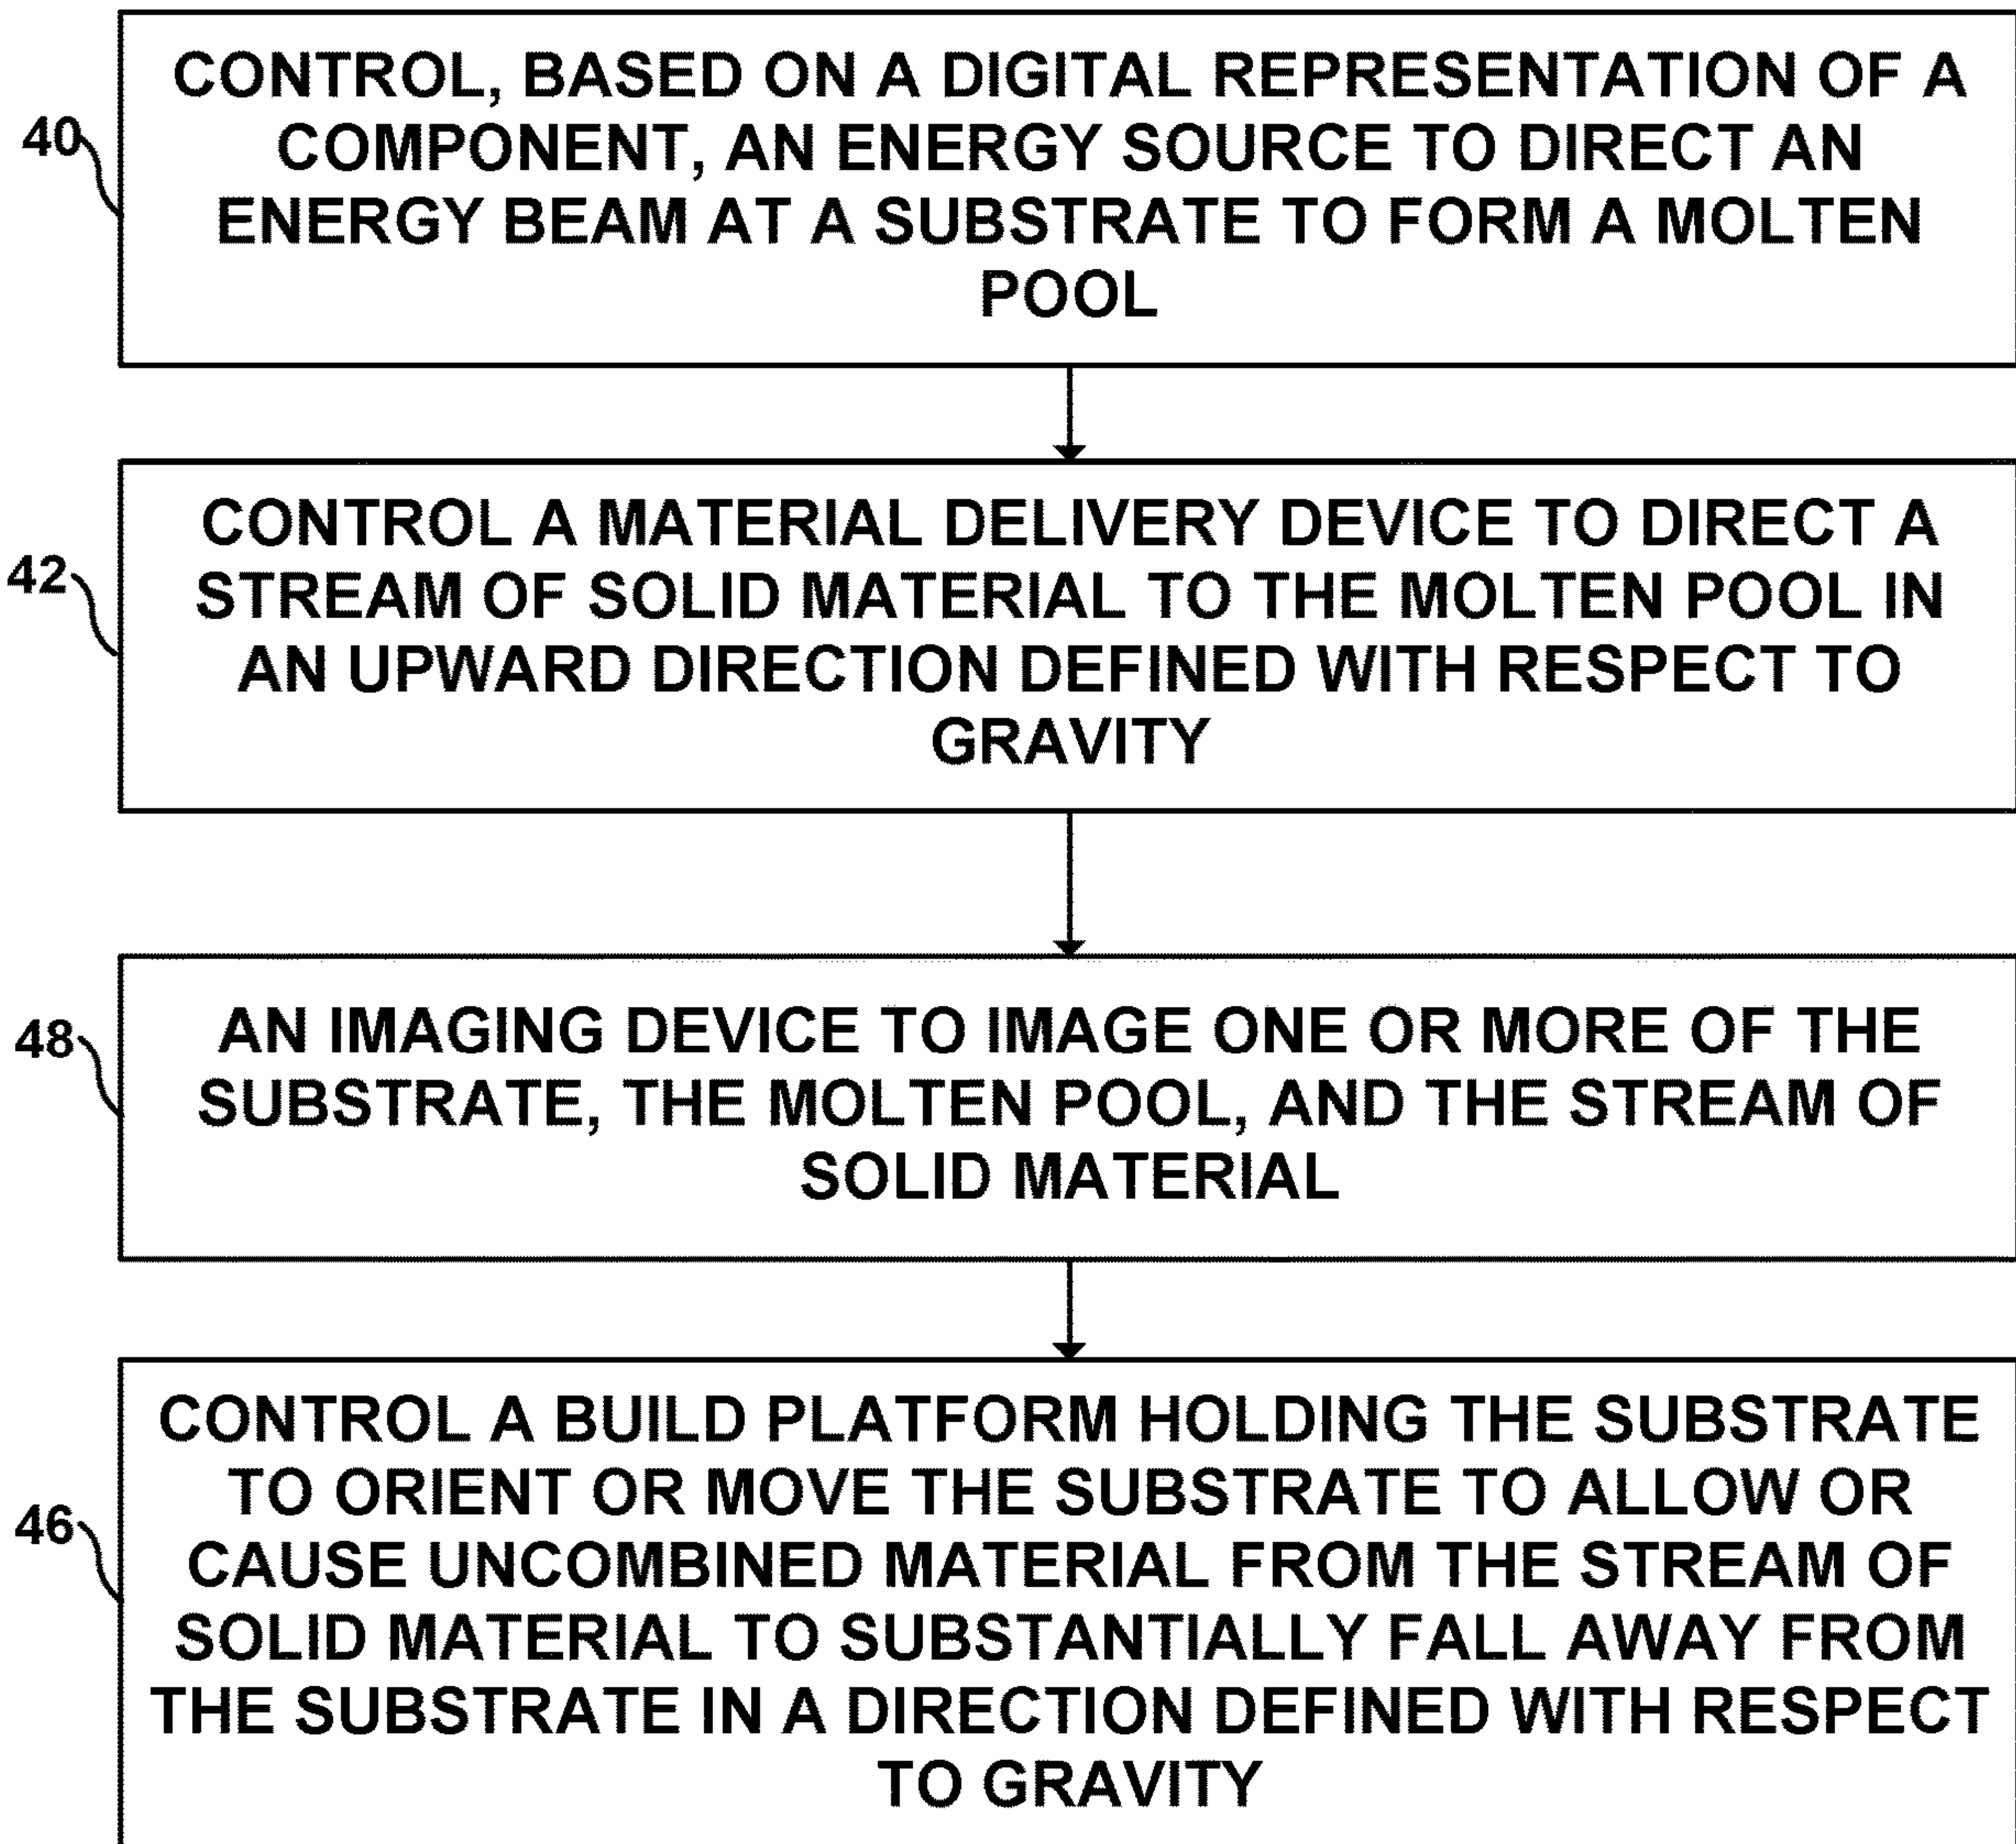 CONTROL, BASED ON A DIGITAL REPRESENTATION OF A
COMPONENT, AN ENERGY SOURCE TO DIRECT AN
ENERGY BEAM AT A SUBSTRATE TO FORM A MOLTEN
POOL
40
CONTROL A MATERIAL DELIVERY DEVICE TO DIRECT A
STREAM OF SOLID MATERIAL TO THE MOLTEN POOL IN
AN UPWARD DIRECTION DEFINED WITH RESPECT TO
GRAVITY
42
AN IMAGING DEVICE TO IMAGE ONE OR MORE OF THE
SUBSTRATE, THE MOLTEN POOL, AND THE STREAM OF
SOLID MATERIAL
48
CONTROL A BUILD PLATFORM HOLDING THE SUBSTRATE
TO ORIENT OR MOVE THE SUBSTRATE TO ALLOW OR
CAUSE UNCOMBINED MATERIAL FROM THE STREAM OF
SOLID MATERIAL TO SUBSTANTIALLY FALL AWAY FROM
THE SUBSTRATE IN A DIRECTION DEFINED WITH RESPECT
TO GRAVITY
46